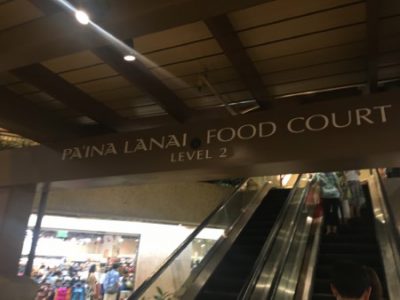 PA'INA LANAI FOOD COURT
LEVEL 2